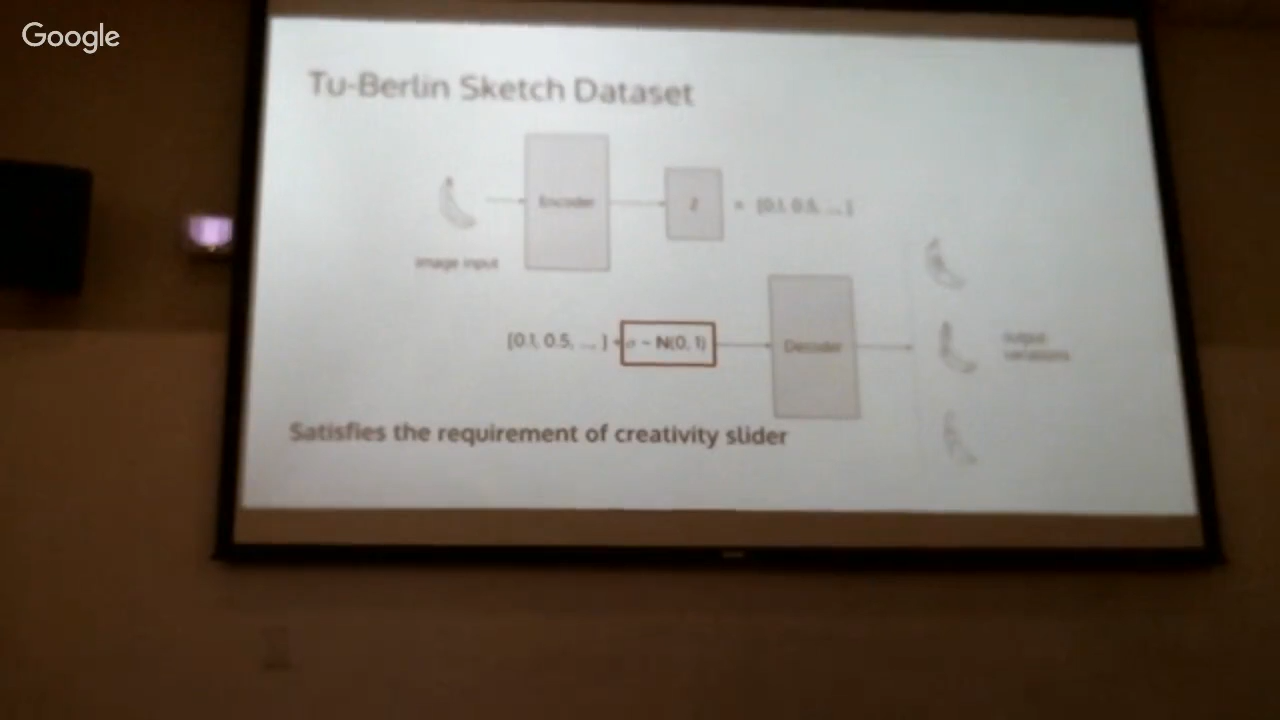 Google
Tu-Berlin Sketch Dataset
Encoder
z
= [0.1, 0.5, ... ]
image input
[0.1, 0.5, ... ] +
σ ~ N(0, 1)
Decoder
output
variations
Satisfies the requirement of creativity slider